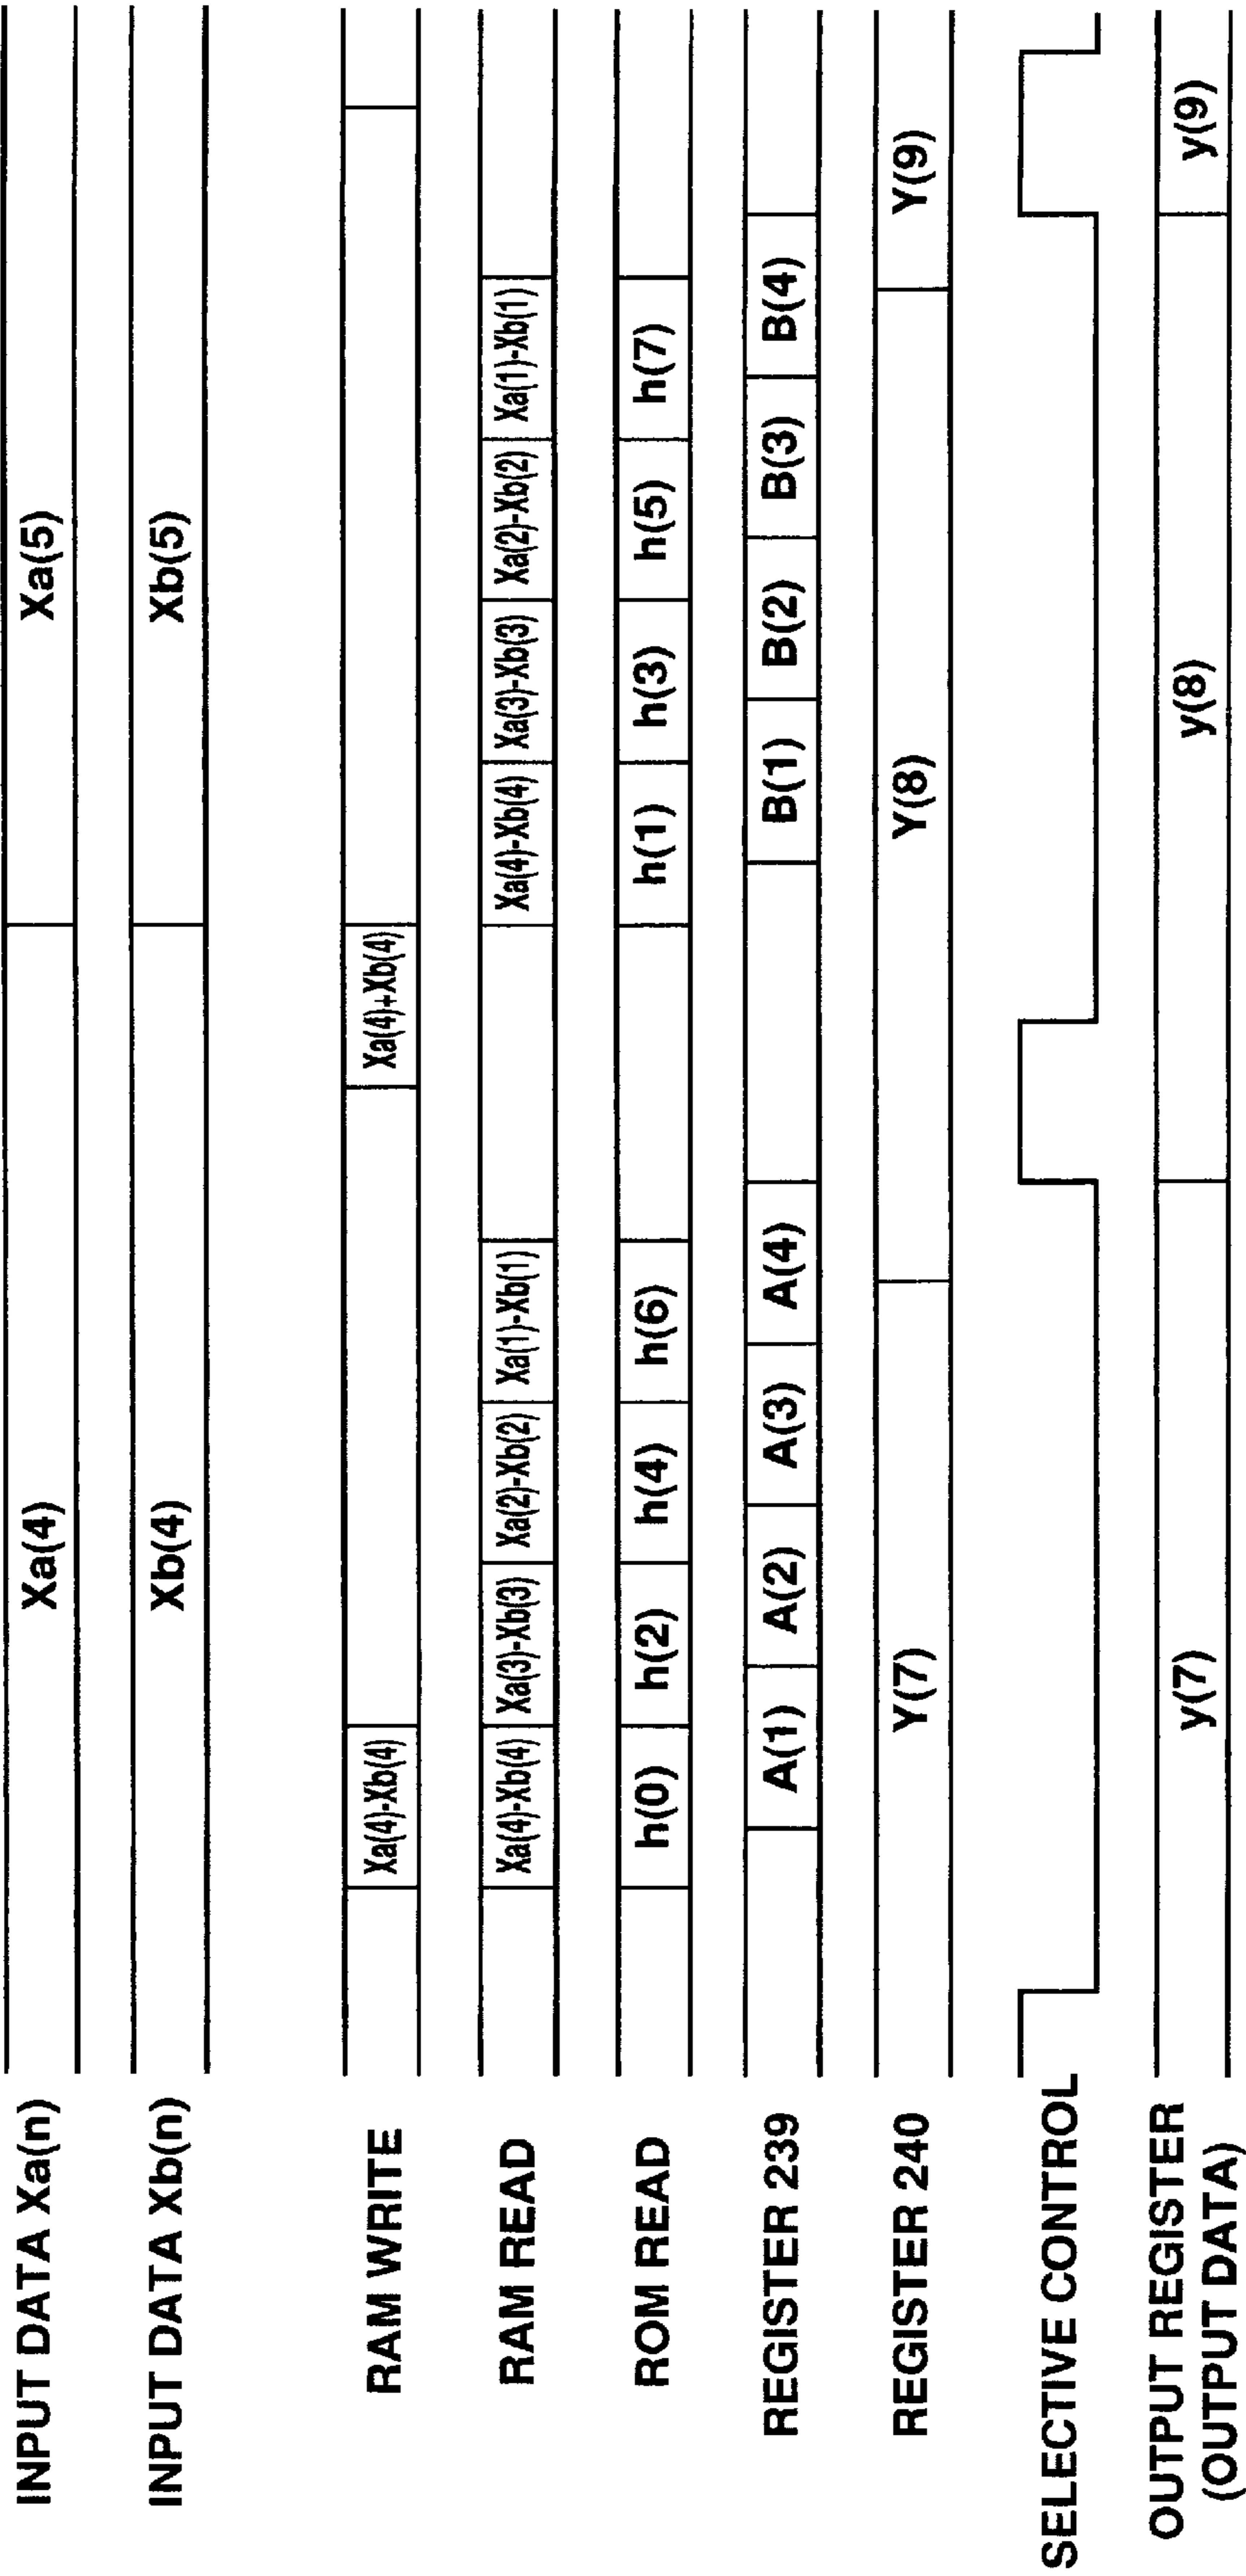 INPUT DATA Xa(n)
Xa(4)
Xa(5)
INPUT DATA Xb(n)
Xb(4)
Xb(5)
RAM WRITE
Xa(4)-Xb(4)
Xa(4)+Xb(4)
RAM READ
Xa(4)-Xb(4)
Xa(3)-Xb(3)
Xa(2)-Xb(2)
Xa(1)-Xb(1)
Xa(4)-Xb(4)
Xa(3)-Xb(3)
Xa(2)-Xb(2)
Xa(1)-Xb(1)
ROM READ
h(0)
h(2)
h(4)
h(6)
h(1)
h(3)
h(5)
h(7)
REGISTER 239
A(1)
A(2)
A(3)
A(4)
B(1)
B(2)
B(3)
B(4)
REGISTER 240
Y(7)
Y(8)
Y(9)
SELECTIVE CONTROL
OUTPUT REGISTER
(OUTPUT DATA)
y(7)
y(8)
y(9)